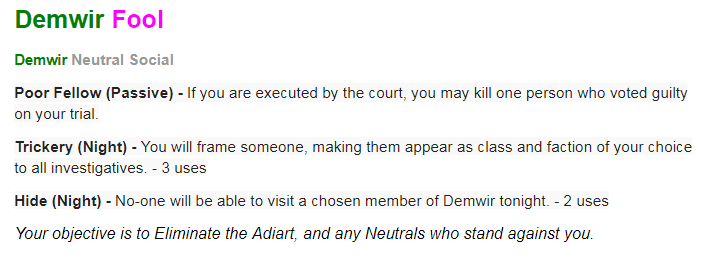 Demwir Fool
Demwir Neutral Social
Poor Fellow (Passive) - If you are executed by the court, you may kill one person who voted guilty
on your trial.
Trickery (Night) - You will frame someone, making them appear as class and faction of your choice
to all investigatives. - 3 uses
Hide (Night) - No-one will be able to visit a chosen member of Demwir tonight. - 2 uses
Your objective is to Eliminate the Adiart, and any Neutrals who stand against you.